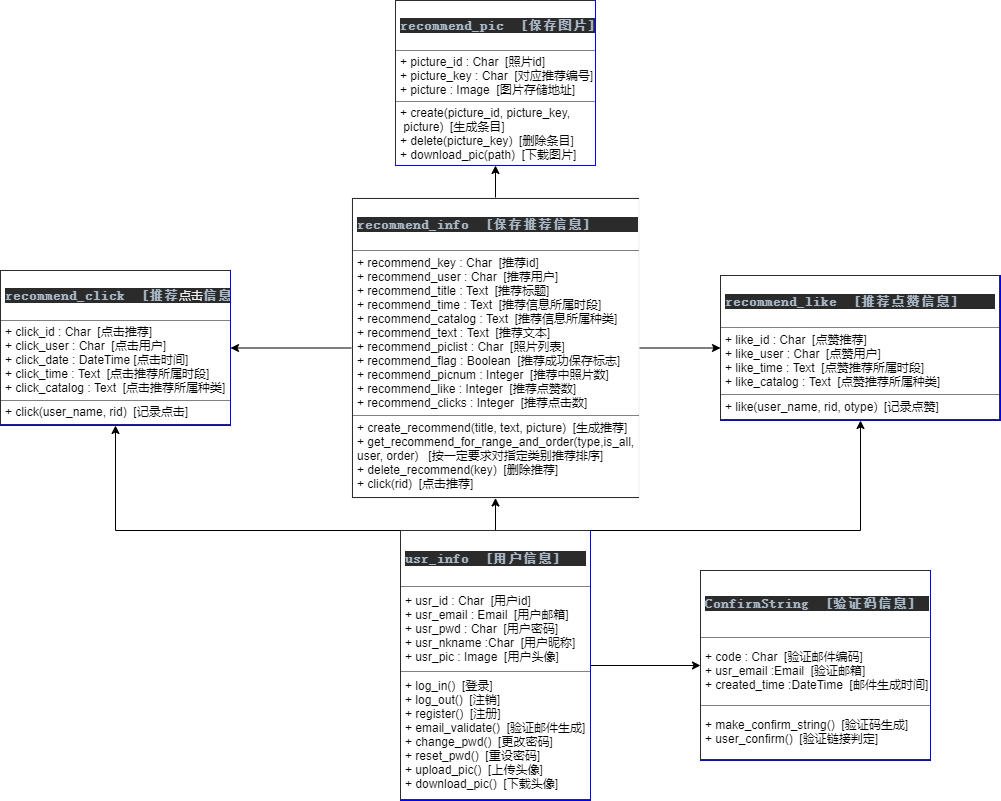 recommend_pic [保存图片]
+ picture_id : Char [照片id]
+ picture_key : Char [对应推荐编号]
+ picture : Image [图片存储地址]
+ create(picture_id, picture_key,
picture) [生成条目]
+ delete(picture_key) [删除条目]
+ download_pic(path) [下载图片]
recommend_info [保存推荐信息]
+ recommend_key : Char [推荐id]
+ recommend_user : Char [推荐用户]
+ recommend_title : Text [推荐标题]
+ recommend_time : Text [推荐信息所属时段]
+ recommend_catalog : Text [推荐信息所属种类]
+ recommend_text : Text [推荐文本]
+ recommend_piclist : Char [照片列表]
+ recommend_flag : Boolean [推荐成功保存标志]
+ recommend_picnum : Integer [推荐中照片数]
+ recommend_like : Integer [推荐点赞数]
+ recommend_clicks : Integer [推荐点击数]
+ create_recommend(title, text, picture) [生成推荐]
+ get_recommend_for_range_and_order(type,is_all,
user, order) [按一定要求对指定类别推荐排序]
+ delete_recommend(key) [删除推荐]
+ click(rid) [点击推荐]
recommend_click [推荐点击信息
+ click_id : Char [点击推荐]
+ click_user : Char [点击用户]
+ click_date : DateTime [点击时间]
+ click_time : Text [点击推荐所属时段]
+ click_catalog : Text [点击推荐所属种类]
+ click(user_name, rid) [记录点击]
recommend_like [推荐点赞信息]
+ like_id : Char [点赞推荐]
+ like_user : Char [点赞用户]
+ like_time : Text [点赞推荐所属时段]
+ like_catalog : Text [点赞推荐所属种类]
+ like(user_name, rid, otype) [记录点赞]
usr_info [用户信息]
+ usr_id : Char [用户id]
+ usr_email : Email [用户邮箱]
+ usr_pwd : Char [用户密码]
+ usr_nkname :Char [用户昵称]
+ usr_pic : Image [用户头像]
+ log_in() [登录]
+ log_out() [注销]
+ register() [注册]
+ email_validate() [验证邮件生成]
+ change_pwd() [更改密码]
+ reset_pwd() [重设密码]
+ upload_pic() [上传头像]
+ download_pic() [下载头像]
ConfirmString [验证码信息]
+ code : Char [验证邮件编码]
+ usr_email :Email [验证邮箱]
+ created_time :DateTime [邮件生成时间]
+ make_confirm_string() [验证码生成]
+ user_confirm() [验证链接判定]